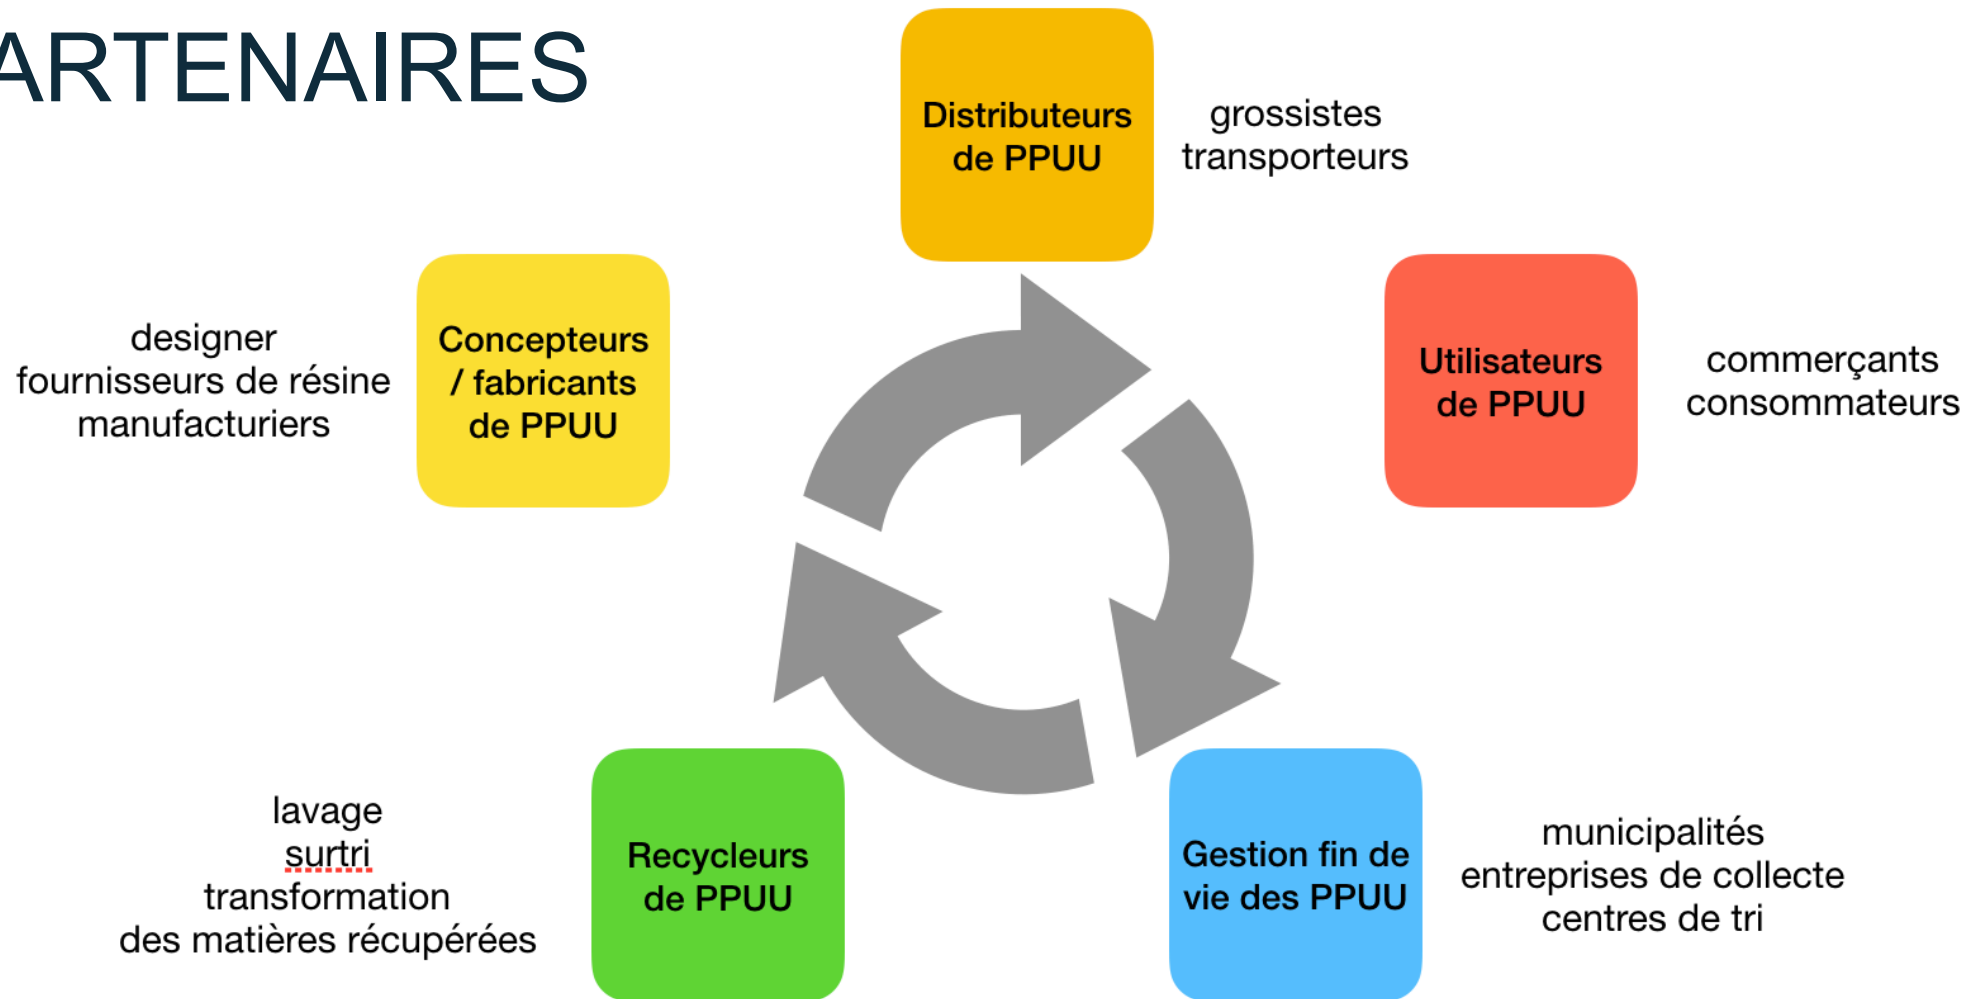 ARTENAIRES
Distributeurs
de PPUU
grossistes
transporteurs
Utilisateurs
de PPUU
commerçants
consommateurs
Gestion fin de
vie des PPUU
municipalités
entreprises de collecte
centres de tri
Recycleurs
de PPUU
lavage
surtri
transformation
des matières récupérées
Concepteurs
/ fabricants
de PPUU
designer
fournisseurs de résine
manufacturiers